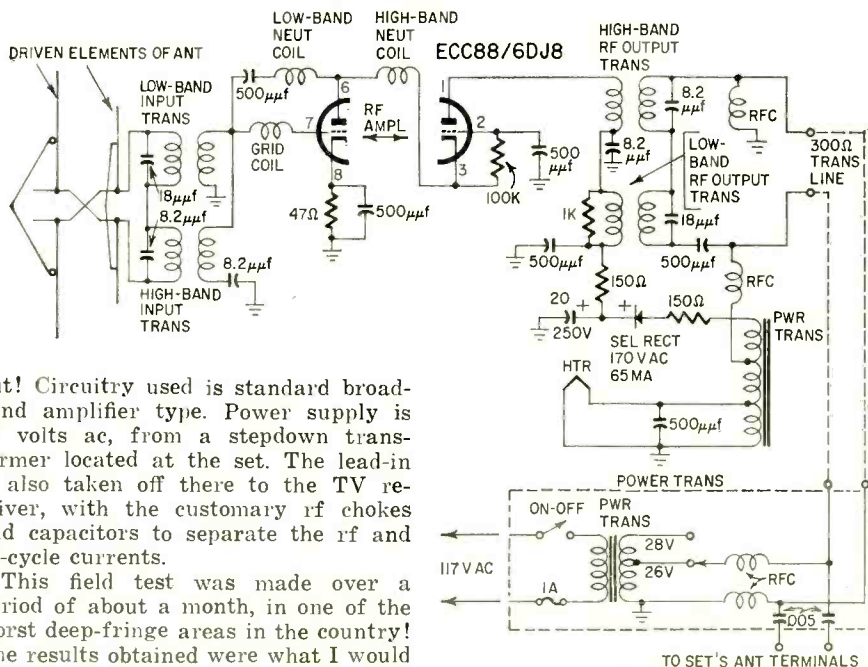 LOW-BAND
NEUT
COIL
HIGH-BAND
NEUT
COIL
ECC88/6DJ8
HIGH-BAND
RF OUTPUT
TRANS
DRIVEN ELEMENTS OF ANT
LOW-BAND
INPUT
TRANS
500μμf
6
7
8
GRID
COIL
RF
AMPL
1
2
3
500
μμf
100K
8.2
μμf
8.2
μμf
RFC
300Ω
TRANS
LINE
LOW-
BAND
RF OUTPUT
TRANS
18μμf
8.2μμf
47Ω
500μμf
1K
18μμf
500μμf
500μμf
8.2μμf
HIGH-BAND
INPUT
TRANS
150Ω
RFC
20
250V
+
+
150Ω
SEL RECT
170 VAC
65MA
PWR
TRANS
HTR
500μμf
POWER TRANS
ON-OFF
PWR
TRANS
28V
26V
117 V AC
1A
RFC
.005
TO SET'S ANT TERMINALS
ut! Circuitry used is standard broad-
nd amplifier type. Power supply is
volts ac, from a stepdown trans-
rmer located at the set. The lead-in
also taken off there to the TV re-
iver, with the customary rf chokes
nd capacitors to separate the rf and
-cycle currents.
This field test was made over a
riod of about a month, in one of the
orst deep-fringe areas in the country!
he results obtained were what I would